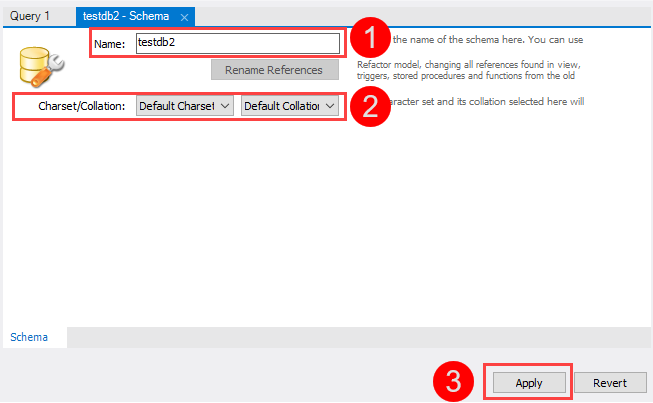 Query 1
testdb2 - Schema
Name: testdb2
1
the name of the schema here. You can use
Rename References
Refactor model, changing all references found in view,
triggers, stored procedures and functions from the old
Charset/Collation: Default Charset Default Collation
2
aracter set and its collation selected here will
Schema
3
Apply
Revert